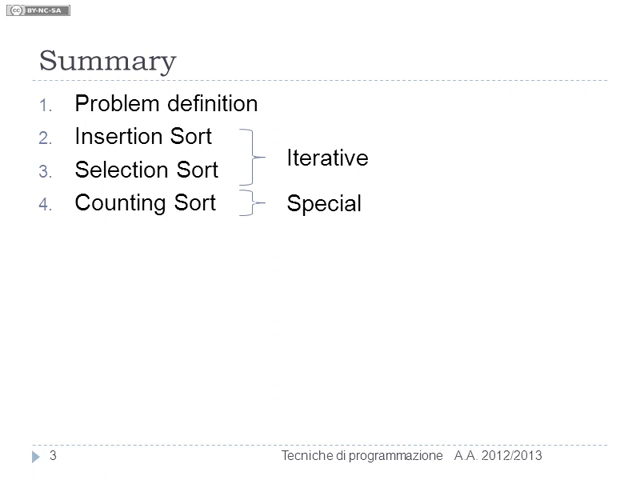 cc BY-NC-SA
Summary
1. Problem definition
2. Insertion Sort
3. Selection Sort
Iterative
4. Counting Sort
Special
3
Tecniche di programmazione A.A. 2012/2013